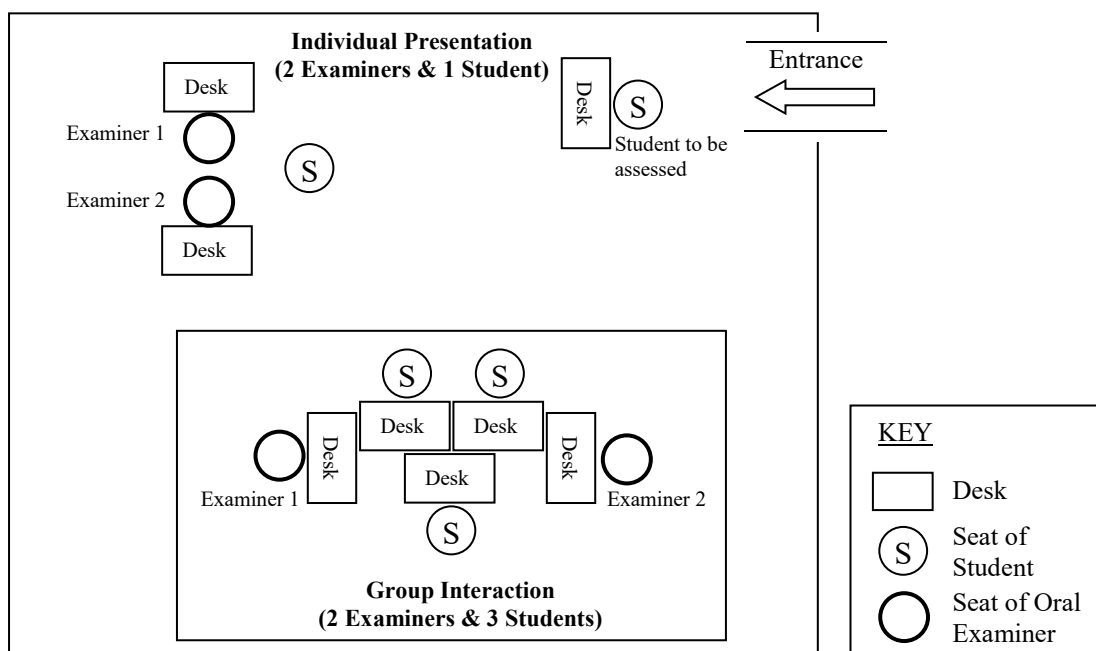 Individual Presentation
(2 Examiners & 1 Student)
Entrance
Desk
Desk
S
Examiner 1
Student to be
assessed
S
Examiner 2
Desk
S
S
Desk
Desk
Desk
Desk
Desk
Examiner 1
Examiner 2
S
Group Interaction
(2 Examiners & 3 Students)
KEY
Desk
S
Seat of
Student
Seat of Oral
Examiner